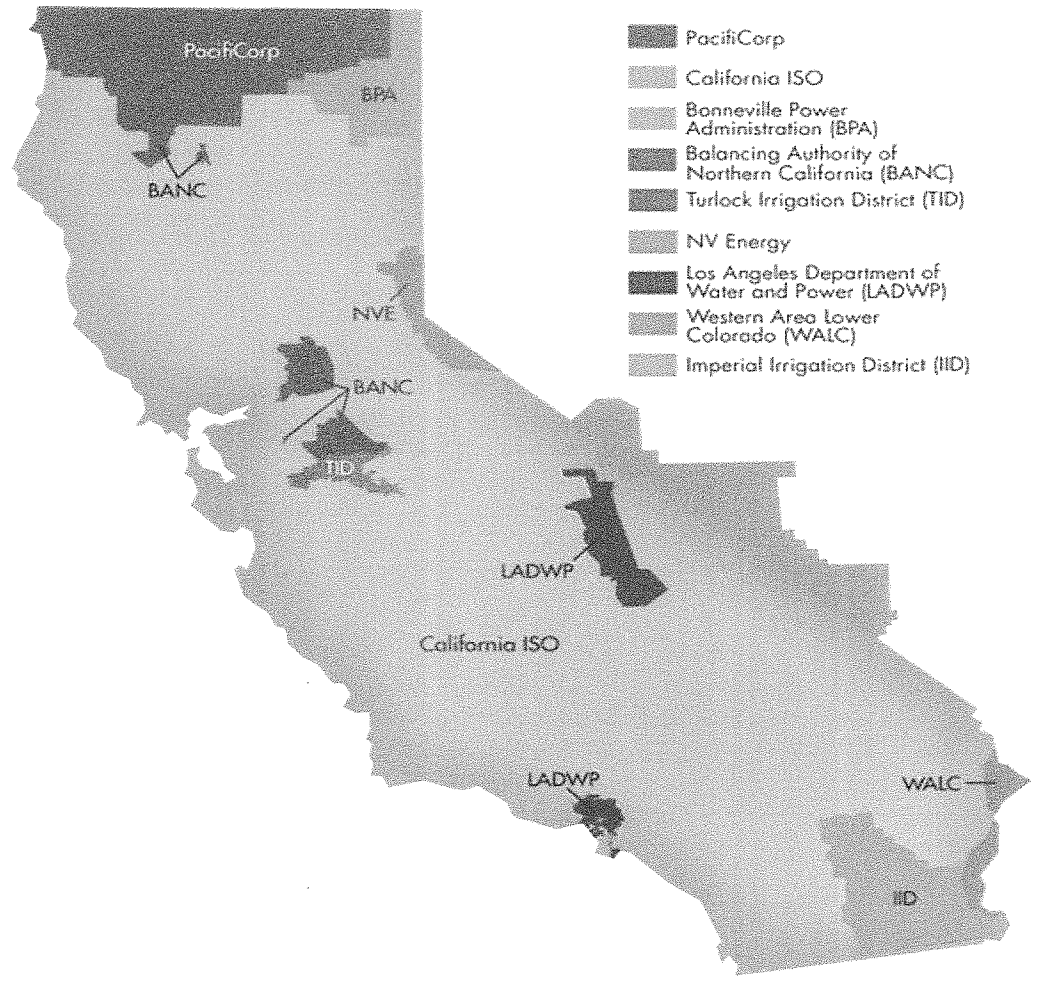 PacifiCorp
BPA
BANC
NVE
BANC
TID
LADWP
California ISO
LADWP
WALC
IID
PacifiCorp
California ISO
Bonneville Power
Administration (BPA)
Balancing Authority of
Northern California (BANC)
Turlock Irrigation District (TID)
NV Energy
Los Angeles Department of
Water and Power (LADWP)
Western Area Lower
Colorado (WALC)
Imperial Irrigation District (IID)